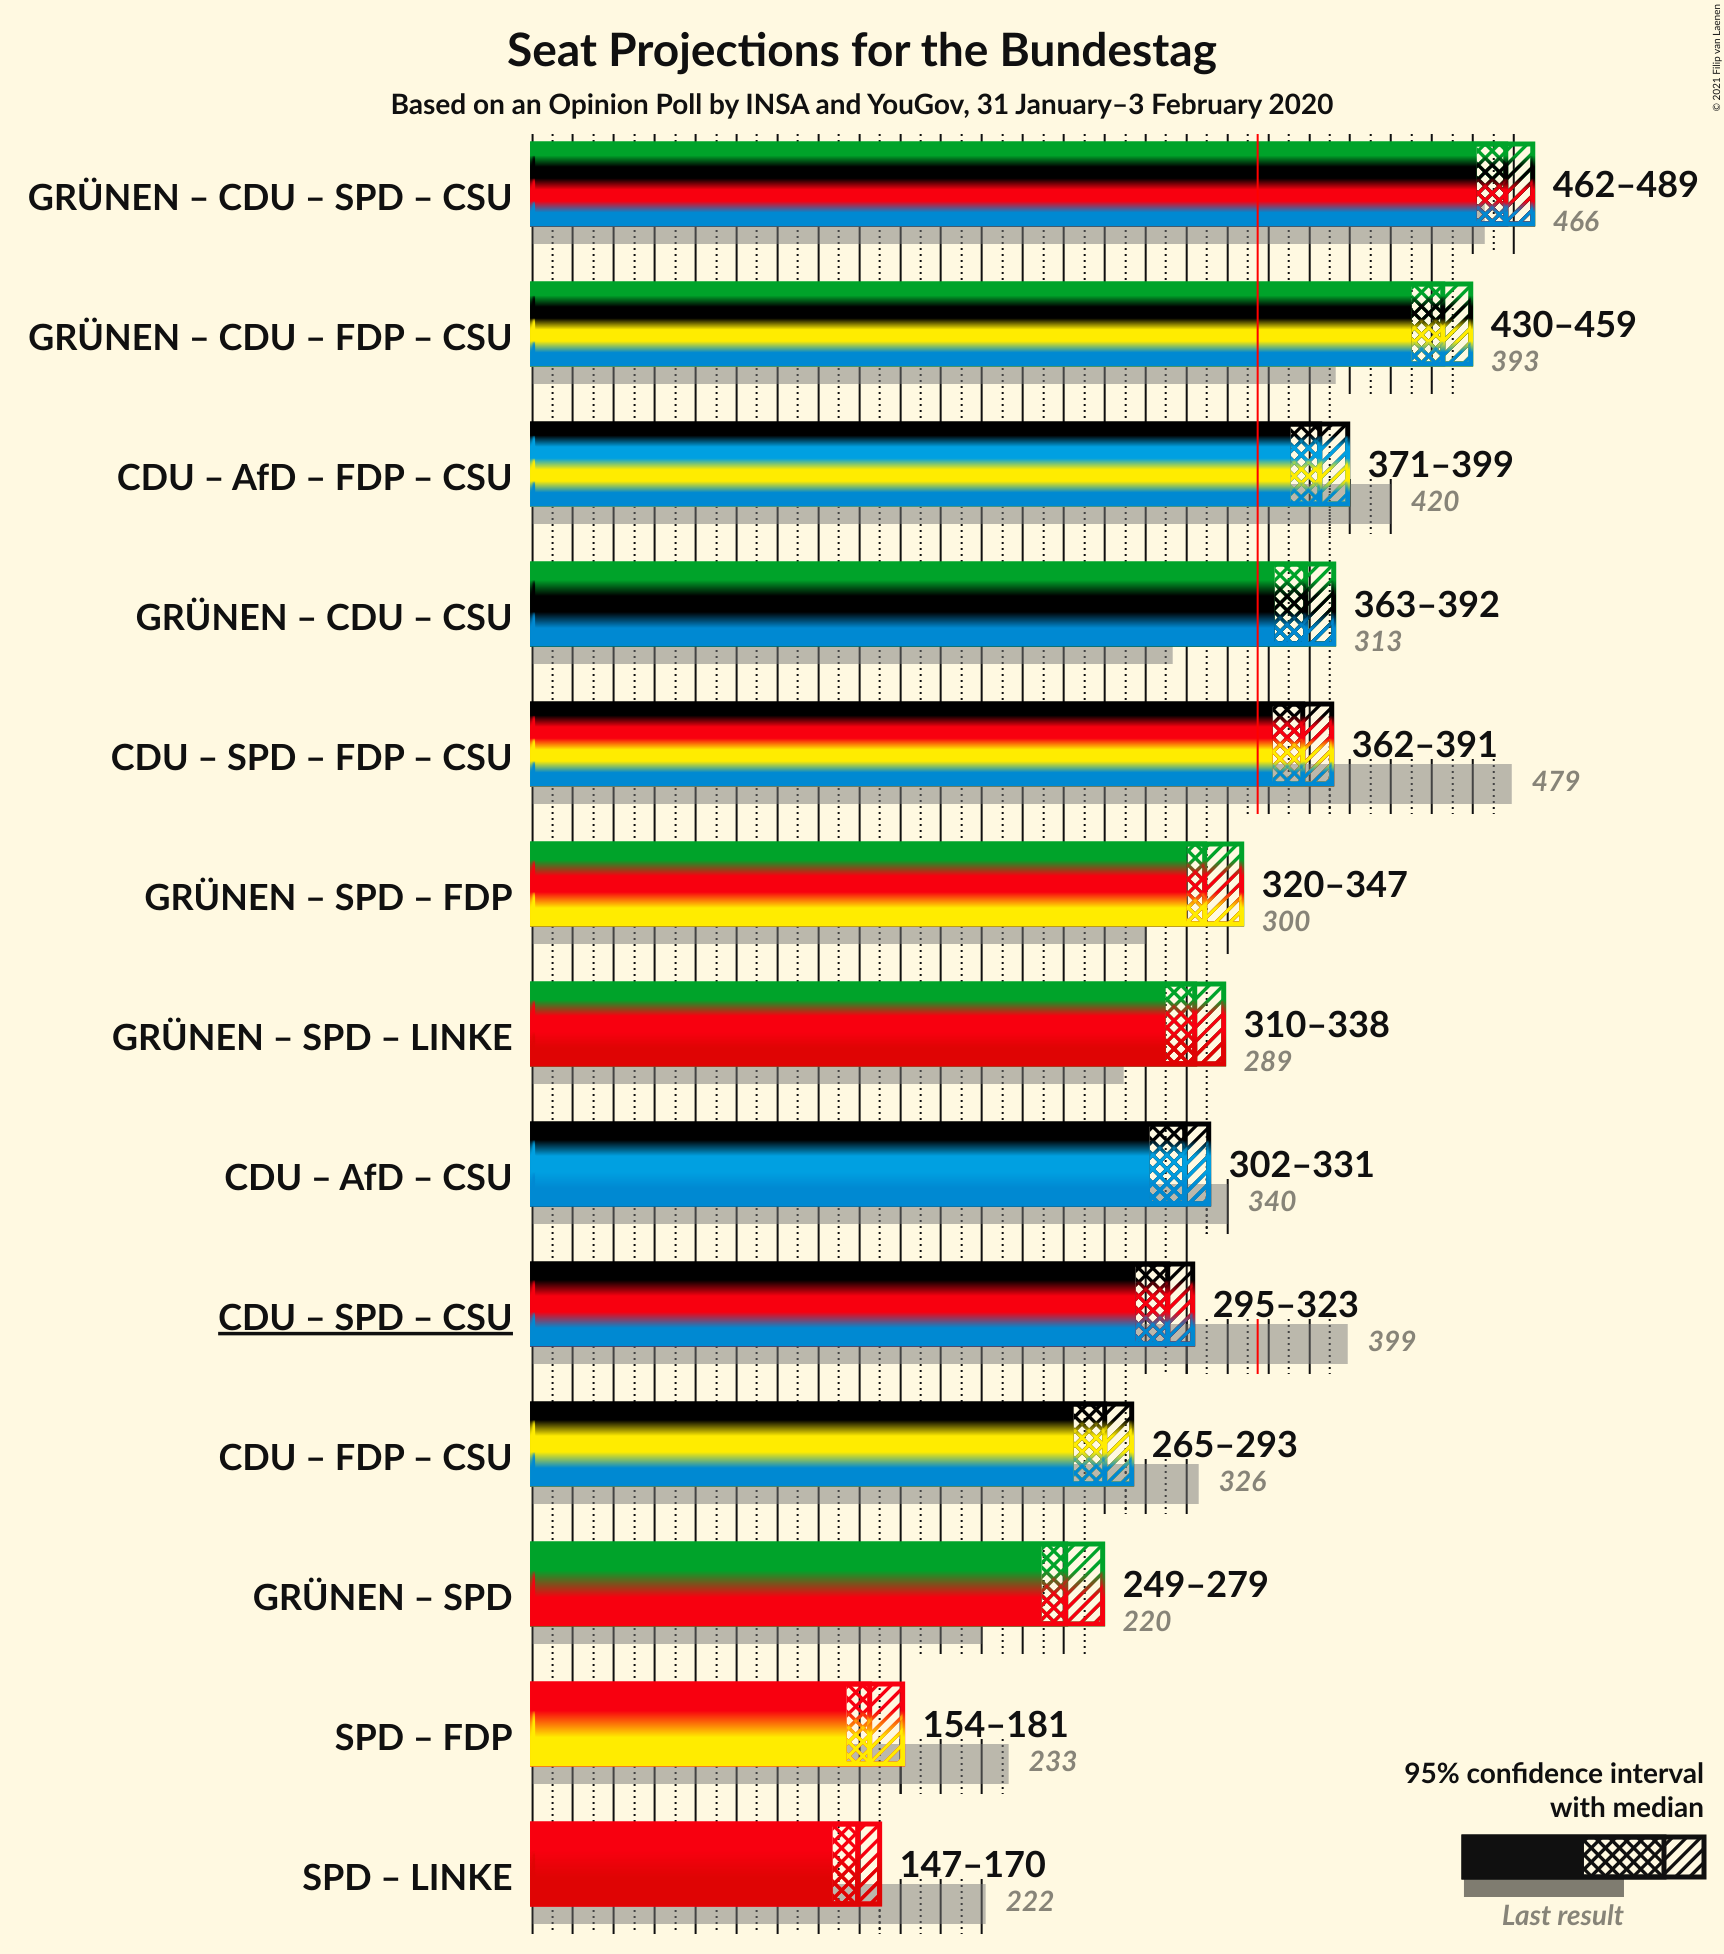 Seat Projections for the Bundestag
Based on an Opinion Poll by INSA and YouGov, 31 January–3 February 2020
© 2021 Filip van Laenen
GRÜNEN – CDU – SPD – CSU
462–489
466
GRÜNEN – CDU – FDP – CSU
430–459
393
CDU – AfD – FDP – CSU
371–399
420
GRÜNEN – CDU – CSU
363–392
313
CDU – SPD – FDP – CSU
362–391
479
GRÜNEN – SPD – FDP
320–347
300
GRÜNEN – SPD – LINKE
310–338
289
CDU – AfD – CSU
302–331
340
CDU – SPD – CSU
295–323
399
CDU – FDP – CSU
265–293
326
GRÜNEN – SPD
249–279
220
SPD – FDP
154–181
233
SPD – LINKE
147–170
222
95% confidence interval
with median
Last result